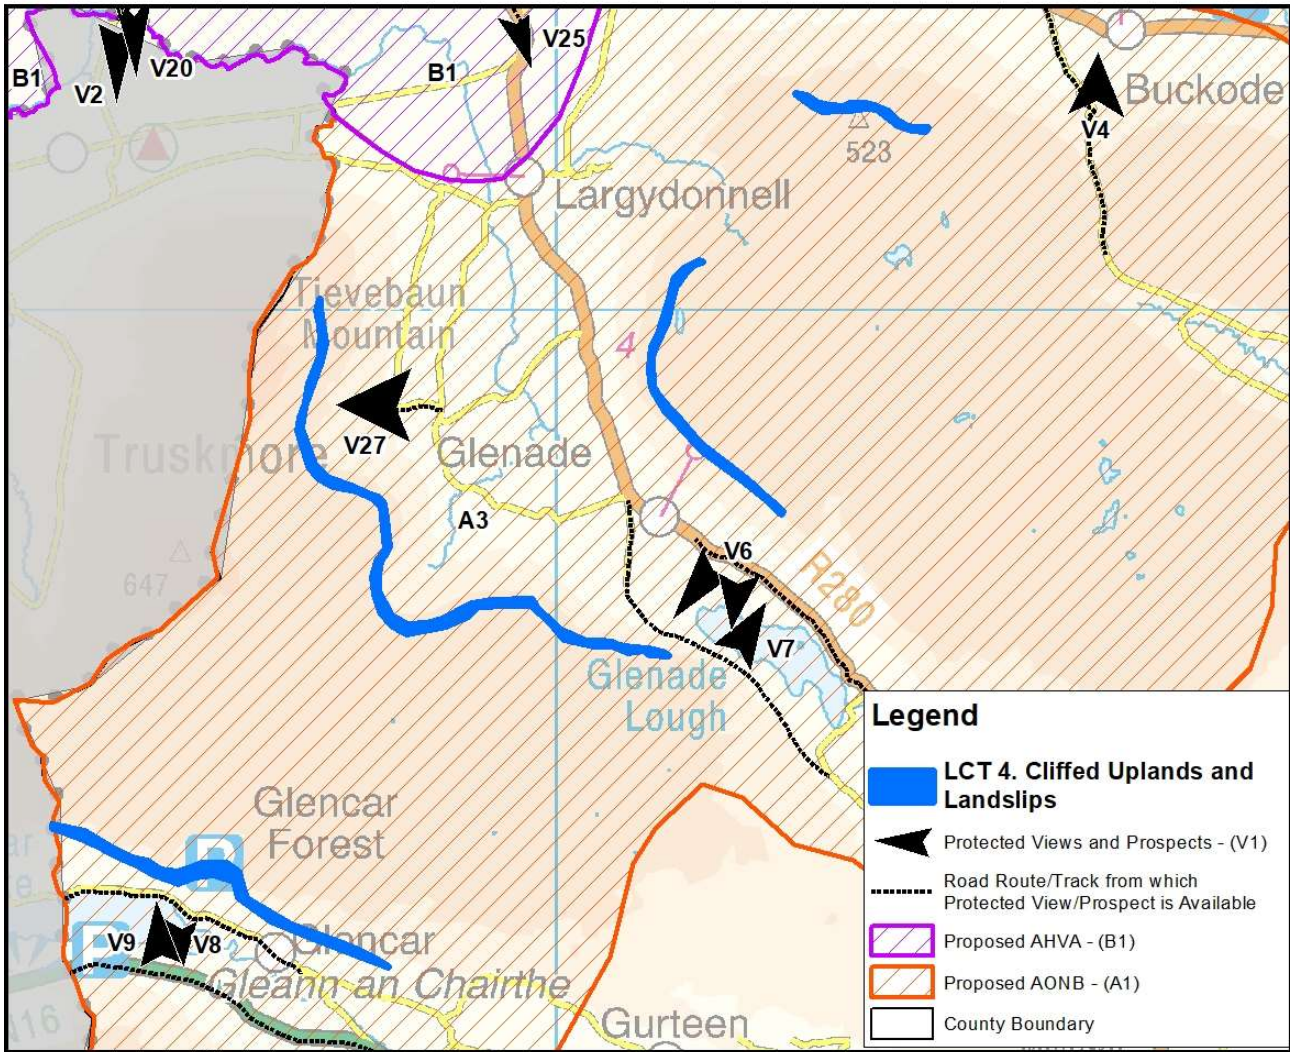 V25
B1
B1
V20
V2
Buckode
V4
523
Largydonnell
Tievebaun
Mountain
4
V27
Truskmore
Glenade
A3
V6
R280
647
V7
Glenade
Lough
Glencar
Forest
P
V9
V8
Glencar
Gleann an Chairthe
Gurteen
Legend
LCT 4. Cliffed Uplands and
Landslips
Protected Views and Prospects - (V1)
Road Route/Track from which
Protected View/Prospect is Available
Proposed AHVA - (B1)
Proposed AONB - (A1)
County Boundary